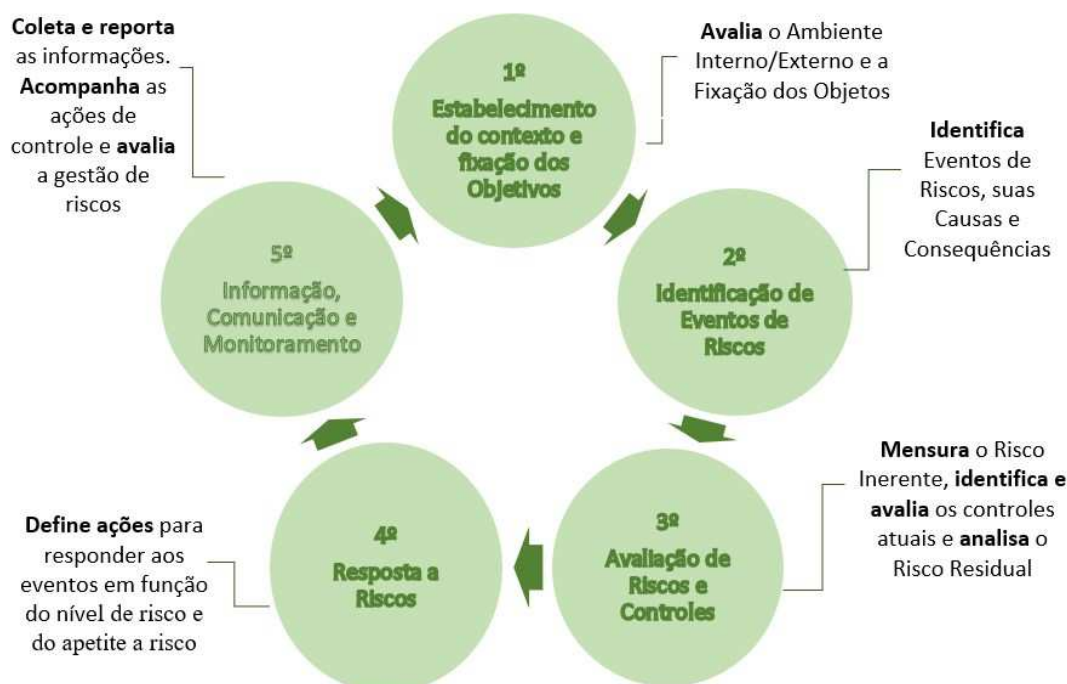 Coleta e reporta
as informações.
Acompanha as
ações de
controle e avalia
a gestão de
riscos
1º
Estabelecimento
do contexto e
fixação dos
Objetivos
Avalia o Ambiente
Interno/Externo e a
Fixação dos Objetos
Identifica
Eventos de
Riscos, suas
Causas e
Consequências
2º
Identificação de
Eventos de
Riscos
Mensura o Risco
Inerente, identifica e
avalia os controles
atuais e analisa o
Risco Residual
3º
Avaliação de
Riscos e
Controles
4º
Resposta a
Riscos
Define ações para
responder aos
eventos em função
do nível de risco e
do apetite a risco
5º
Informação,
Comunicação e
Monitoramento